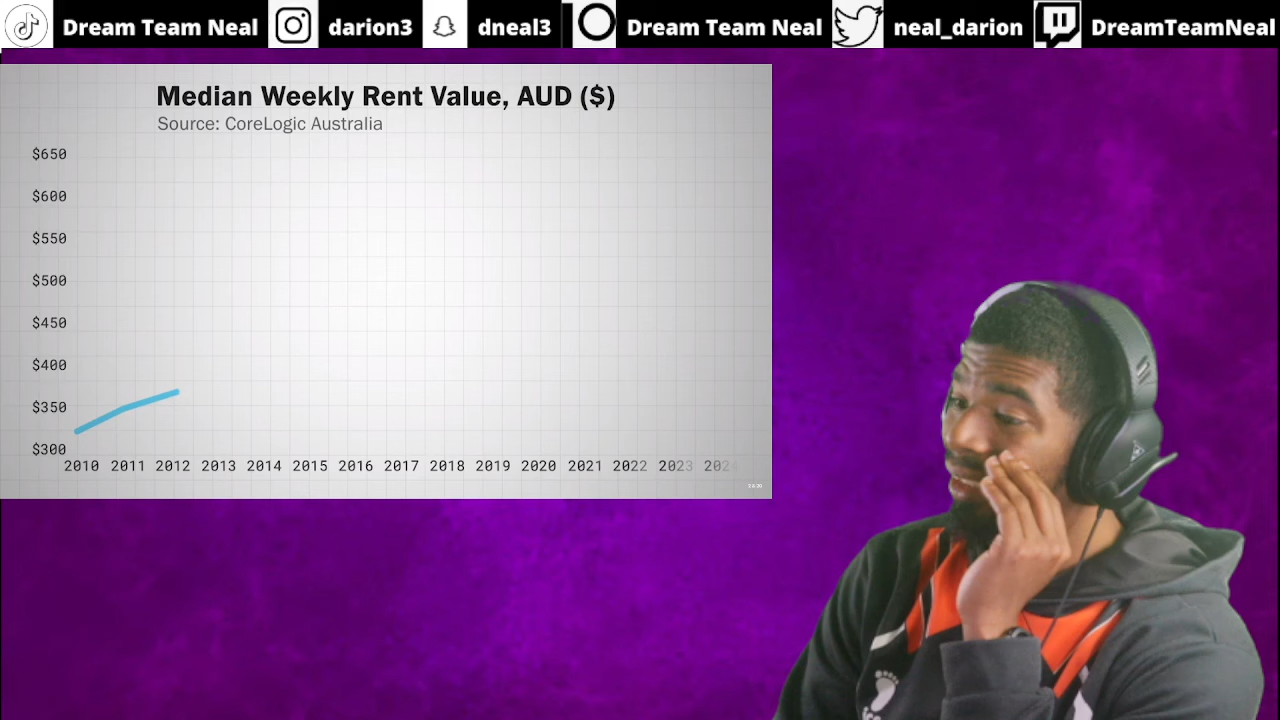 Dream Team Neal darion3 dneal3 Dream Team Neal neal_darion DreamTeamNeal
Median Weekly Rent Value, AUD ($)
Source: CoreLogic Australia
$650
$600
$550
$500
$450
$400
$350
$300
2010 2011 2012 2013 2014 2015 2016 2017 2018 2019 2020 2021 2022 2023 2024